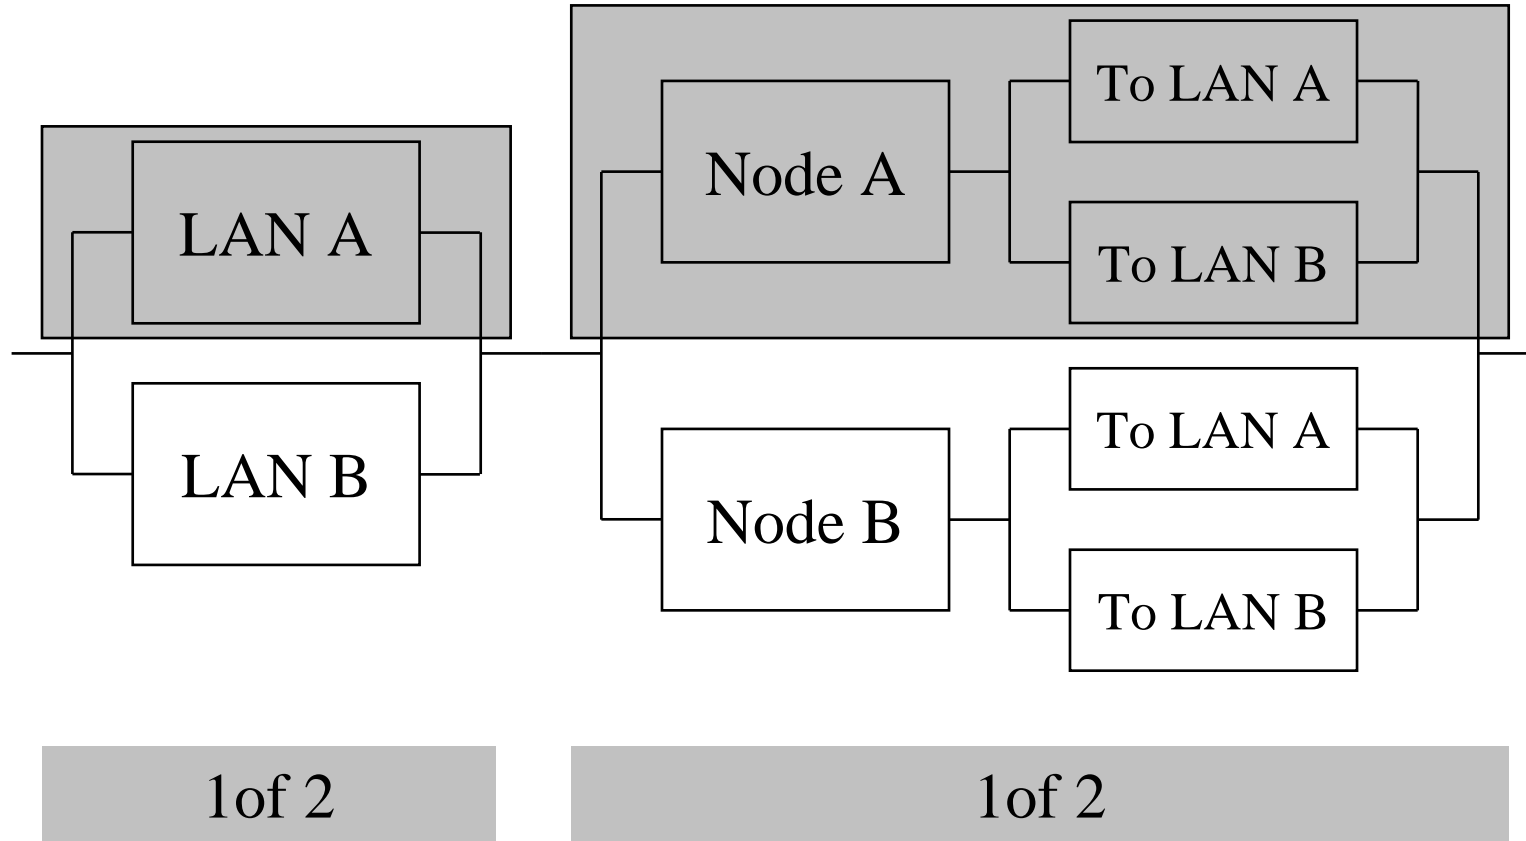 LAN A
LAN B
Node A
To LAN A
To LAN B
Node B
To LAN A
To LAN B
1of 2
1of 2